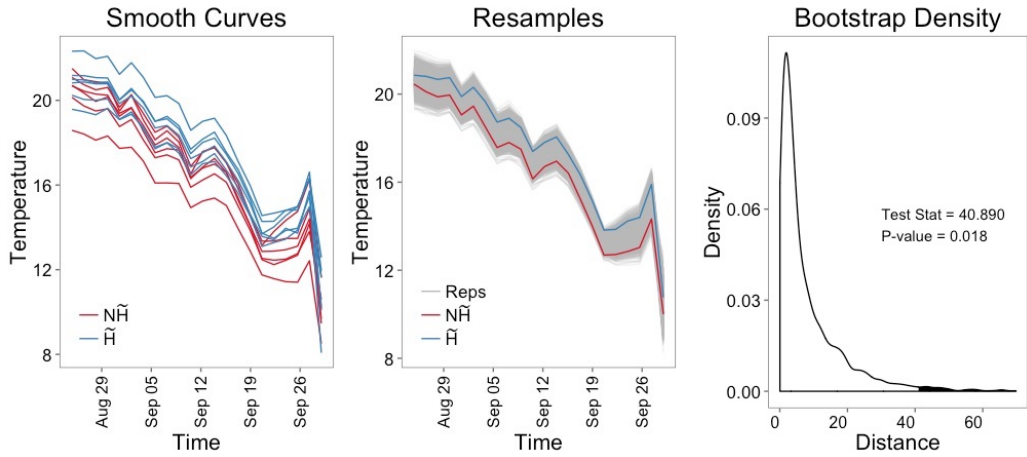 Smooth Curves
Temperature
20
16
12
8
NH̃
H̃
Aug 29
Sep 05
Sep 12
Sep 19
Sep 26
Time
Resamples
Temperature
20
16
12
8
Reps
NH̃
H̃
Aug 29
Sep 05
Sep 12
Sep 19
Sep 26
Time
Bootstrap Density
Density
0.09
0.06
0.03
0.00
Test Stat = 40.890
P-value = 0.018
0
20
40
60
Distance